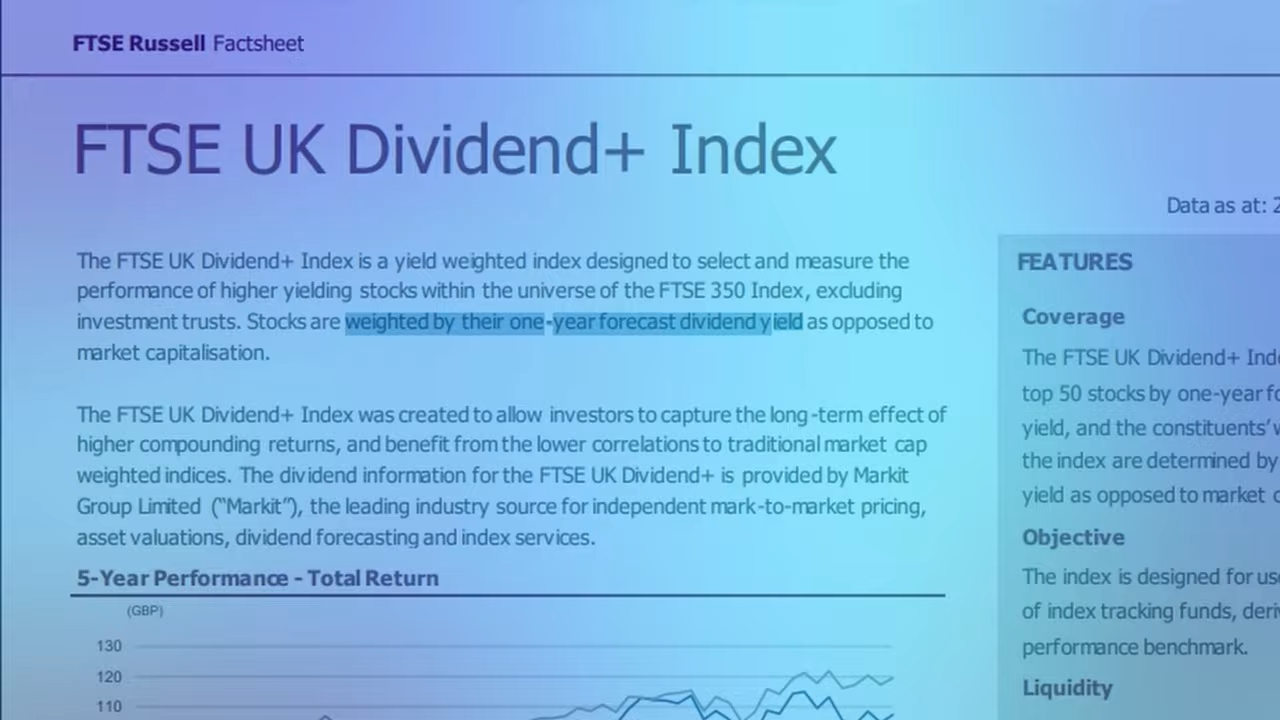 FTSE Russell Factsheet
FTSE UK Dividend+ Index
Data as at: 2
The FTSE UK Dividend+ Index is a yield weighted index designed to select and measure the
performance of higher yielding stocks within the universe of the FTSE 350 Index, excluding
investment trusts. Stocks are weighted by their one-year forecast dividend yield as opposed to
market capitalisation.
The FTSE UK Dividend+ Index was created to allow investors to capture the long-term effect of
higher compounding returns, and benefit from the lower correlations to traditional market cap
weighted indices. The dividend information for the FTSE UK Dividend+ is provided by Markit
Group Limited ("Markit"), the leading industry source for independent mark-to-market pricing,
asset valuations, dividend forecasting and index services.
5-Year Performance - Total Return
(GBP)
130
120
110
FEATURES
Coverage
The FTSE UK Dividend+
top 50 stocks by one-year
yield, and the constituents'
the index are determined by
yield as opposed to market
Objective
The index is designed for
of index tracking funds,
performance benchmark.
Liquidity